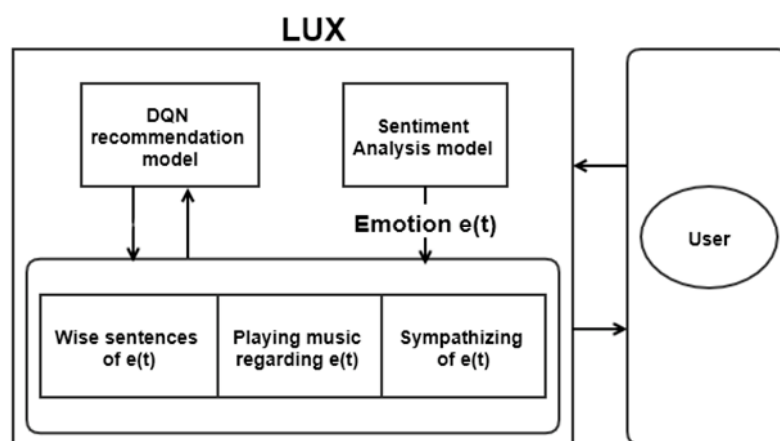 LUX
DQN
recommendation
model
Sentiment
Analysis model
Emotion e(t)
User
Wise sentences
of e(t)
Playing music
regarding e(t)
Sympathizing
of e(t)